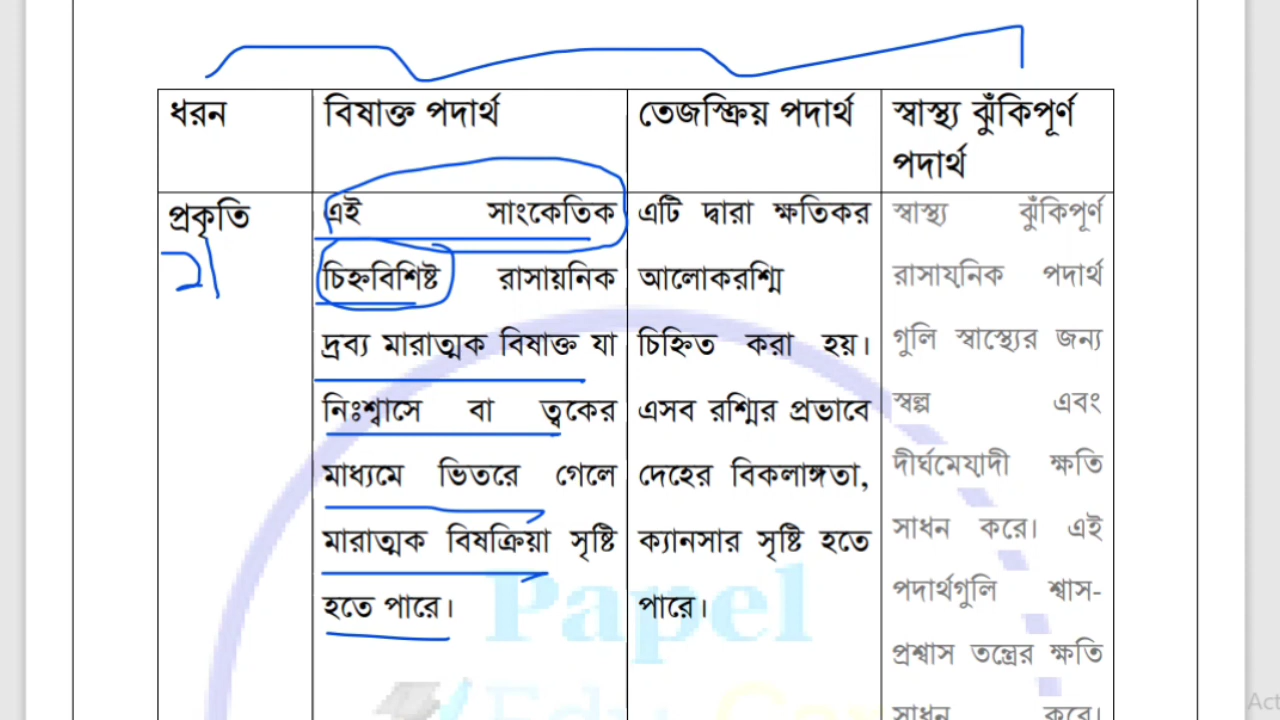 ধরন
বিষাক্ত পদার্থ
তেজস্ক্রিয় পদার্থ
স্বাস্থ্য ঝুঁকিপূর্ণ
পদার্থ
প্রকৃতি
এই সাংকেতিক
চিহ্নবিশিষ্ট রাসায়নিক
দ্রব্য মারাত্মক বিষাক্ত যা
নিঃশ্বাসে বা ত্বকের
মাধ্যমে ভিতরে গেলে
মারাত্মক বিষক্রিয়া সৃষ্টি
হতে পারে।
এটি দ্বারা ক্ষতিকর
আলোকরশ্মি
চিহ্নিত করা হয়।
এসব রশ্মির প্রভাবে
দেহের বিকলাঙ্গতা,
ক্যানসার সৃষ্টি হতে
পারে।
স্বাস্থ্য ঝুঁকিপূর্ণ
রাসায়নিক পদার্থ
গুলি স্বাস্থ্যের জন্য
স্বল্প এবং
দীর্ঘমেয়াদী ক্ষতি
সাধন করে। এই
পদার্থগুলি শ্বাস-
প্রশ্বাস তন্ত্রের ক্ষতি
সাধন করে।
Papel